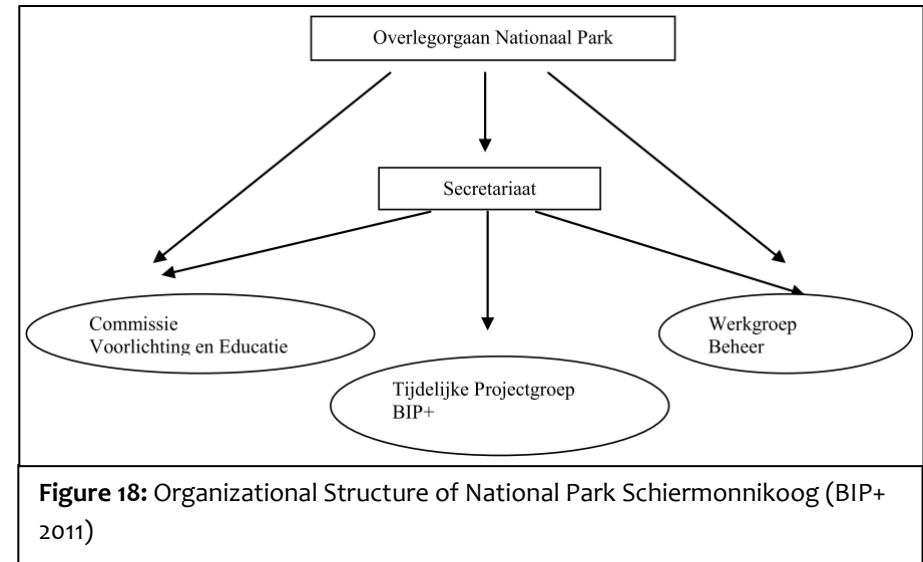 Overlegorgaan Nationaal Park
Secretariaat
Commissie
Voorlichting en Educatie
Werkgroep
Beheer
Tijdelijke Projectgroep
BIP+
Figure 18: Organizational Structure of National Park Schiermonnikoog (BIP+
2011)